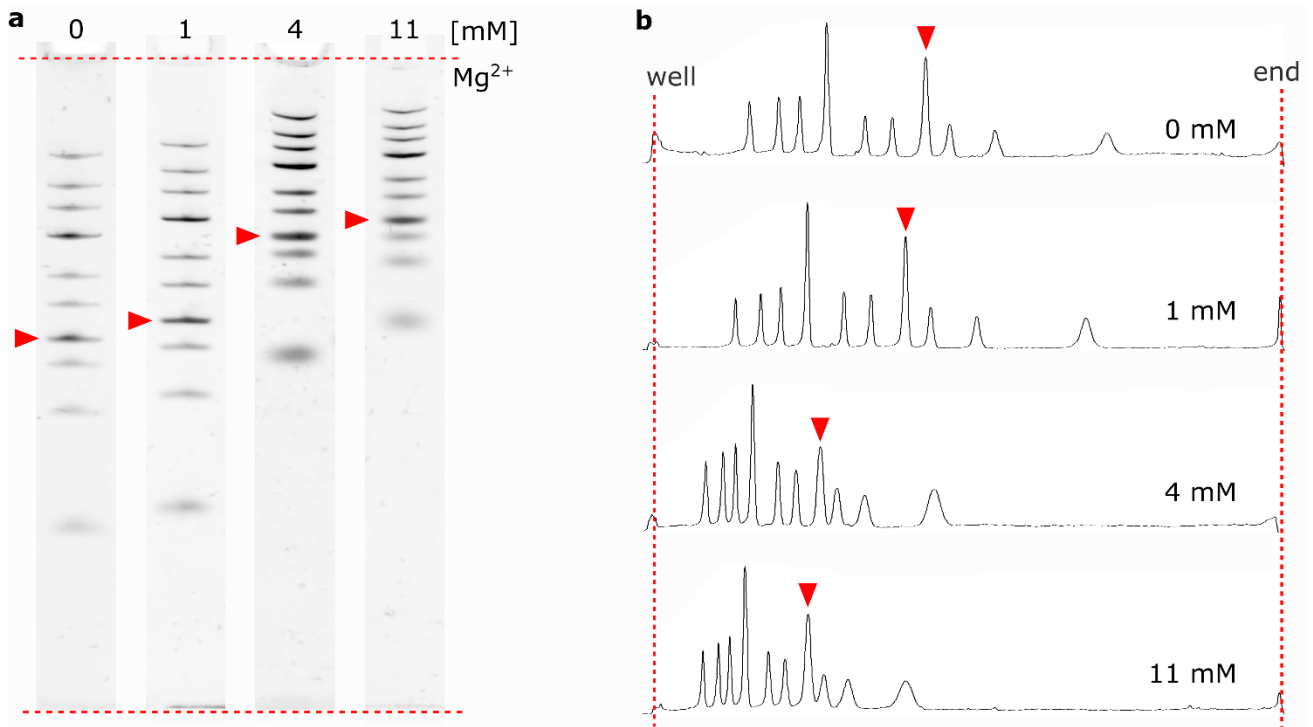 a
0 1 4 11 [mM]
Mg²⁺
b
well
end
0 mM
1 mM
4 mM
11 mM